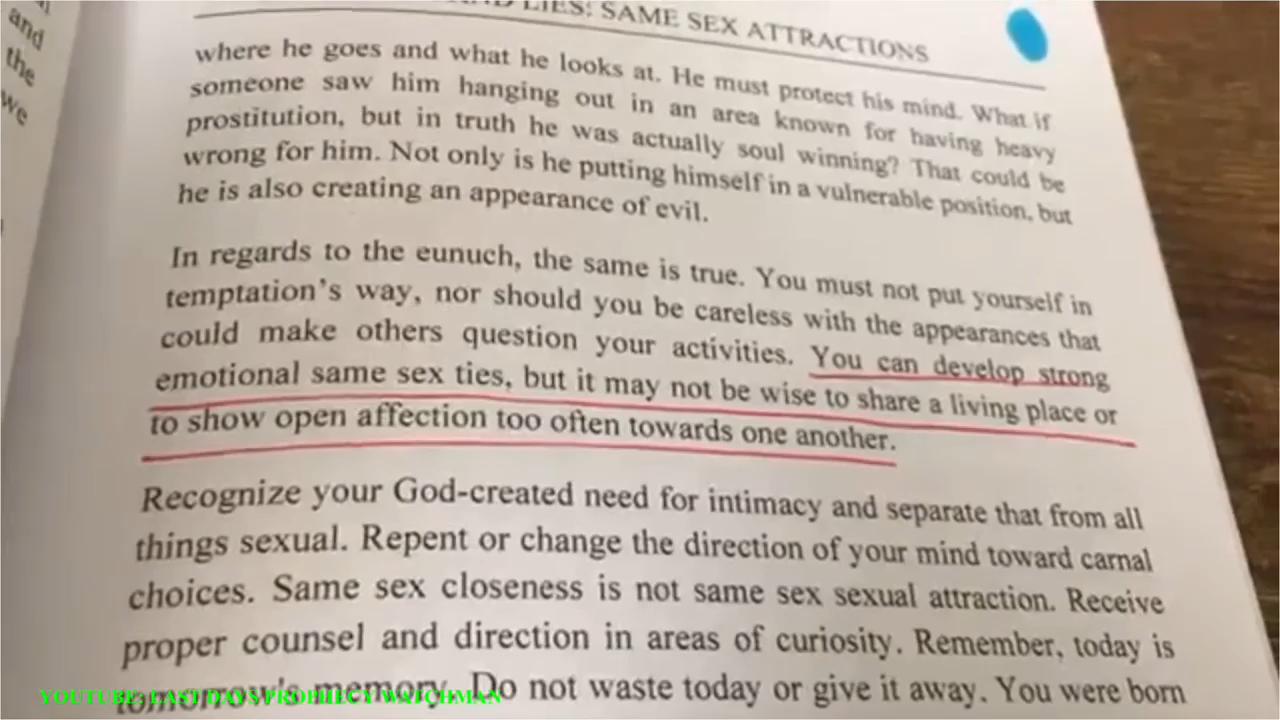 and
the
we
LIES: SAME SEX ATTRACTIONS
where he goes and what he looks at. He must protect his mind. What if
someone saw him hanging out in an area known for having heavy
prostitution, but in truth he was actually soul winning? That could be
wrong for him. Not only is he putting himself in a vulnerable position, but
he is also creating an appearance of evil.
In regards to the eunuch, the same is true. You must not put yourself in
temptation's way, nor should you be careless with the appearances that
could make others question your activities. You can develop strong
emotional same sex ties, but it may not be wise to share a living place or
to show open affection too often towards one another.
Recognize your God-created need for intimacy and separate that from all
things sexual. Repent or change the direction of your mind toward carnal
choices. Same sex closeness is not same sex sexual attraction. Receive
proper counsel and direction in areas of curiosity. Remember, today is
tomorrow's memory. Do not waste today or give it away. You were born
YOUTUBE: LAST DAYS PROPHECY WATCHMAN